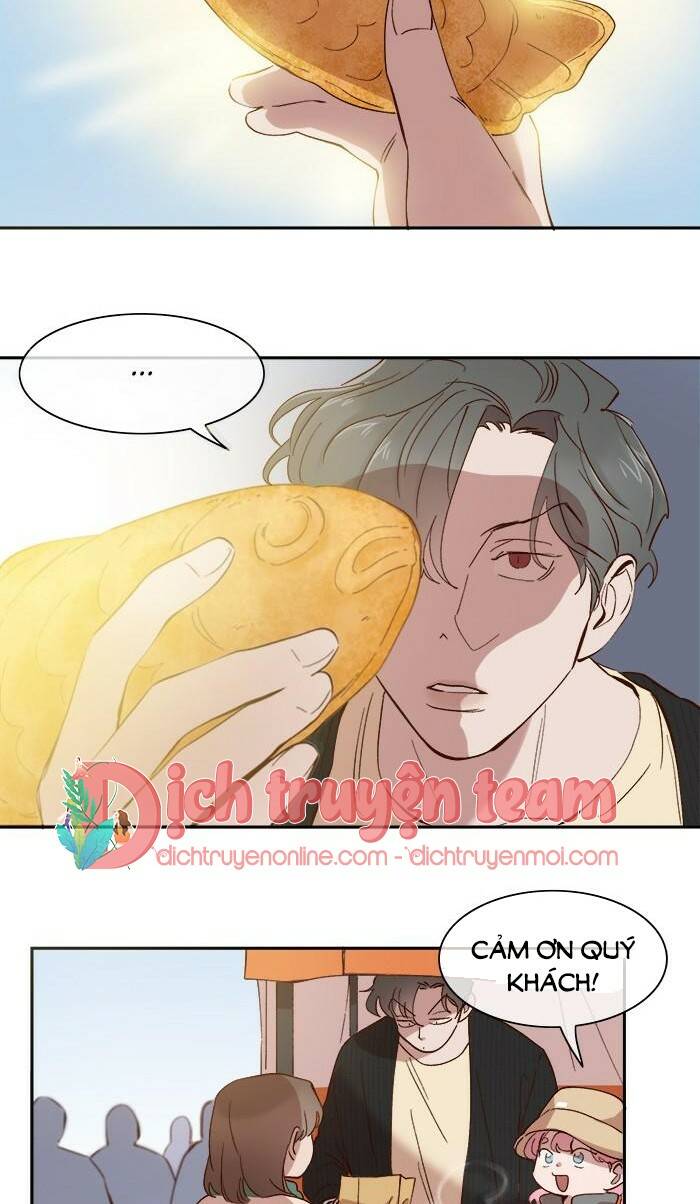 ...
Dịch truyện team
dichtruyenonline.com - dichtruyenmoi.com
CẢM ƠN QUÝ
KHÁCH!